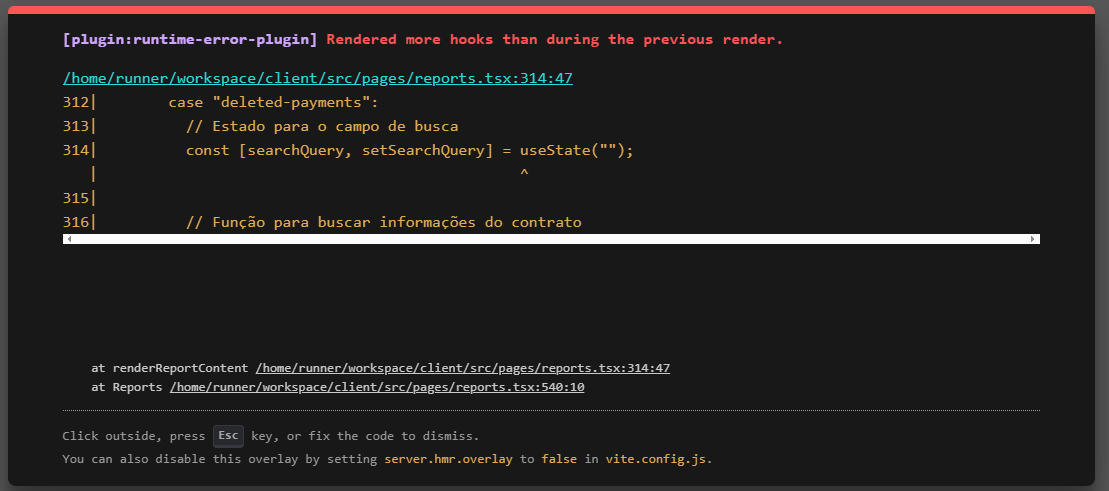 [plugin:runtime-error-plugin] Rendered more hooks than during the previous render.
/home/runner/workspace/client/src/pages/reports.tsx:314:47
312|        case "deleted-payments":
313|          // Estado para o campo de busca
314|          const [searchQuery, setSearchQuery] = useState("");
   |                                                ^
315|
316|          // Função para buscar informações do contrato
at renderReportContent /home/runner/workspace/client/src/pages/reports.tsx:314:47
at Reports /home/runner/workspace/client/src/pages/reports.tsx:540:10
Click outside, press Esc key, or fix the code to dismiss.
You can also disable this overlay by setting server.hmr.overlay to false in vite.config.js.